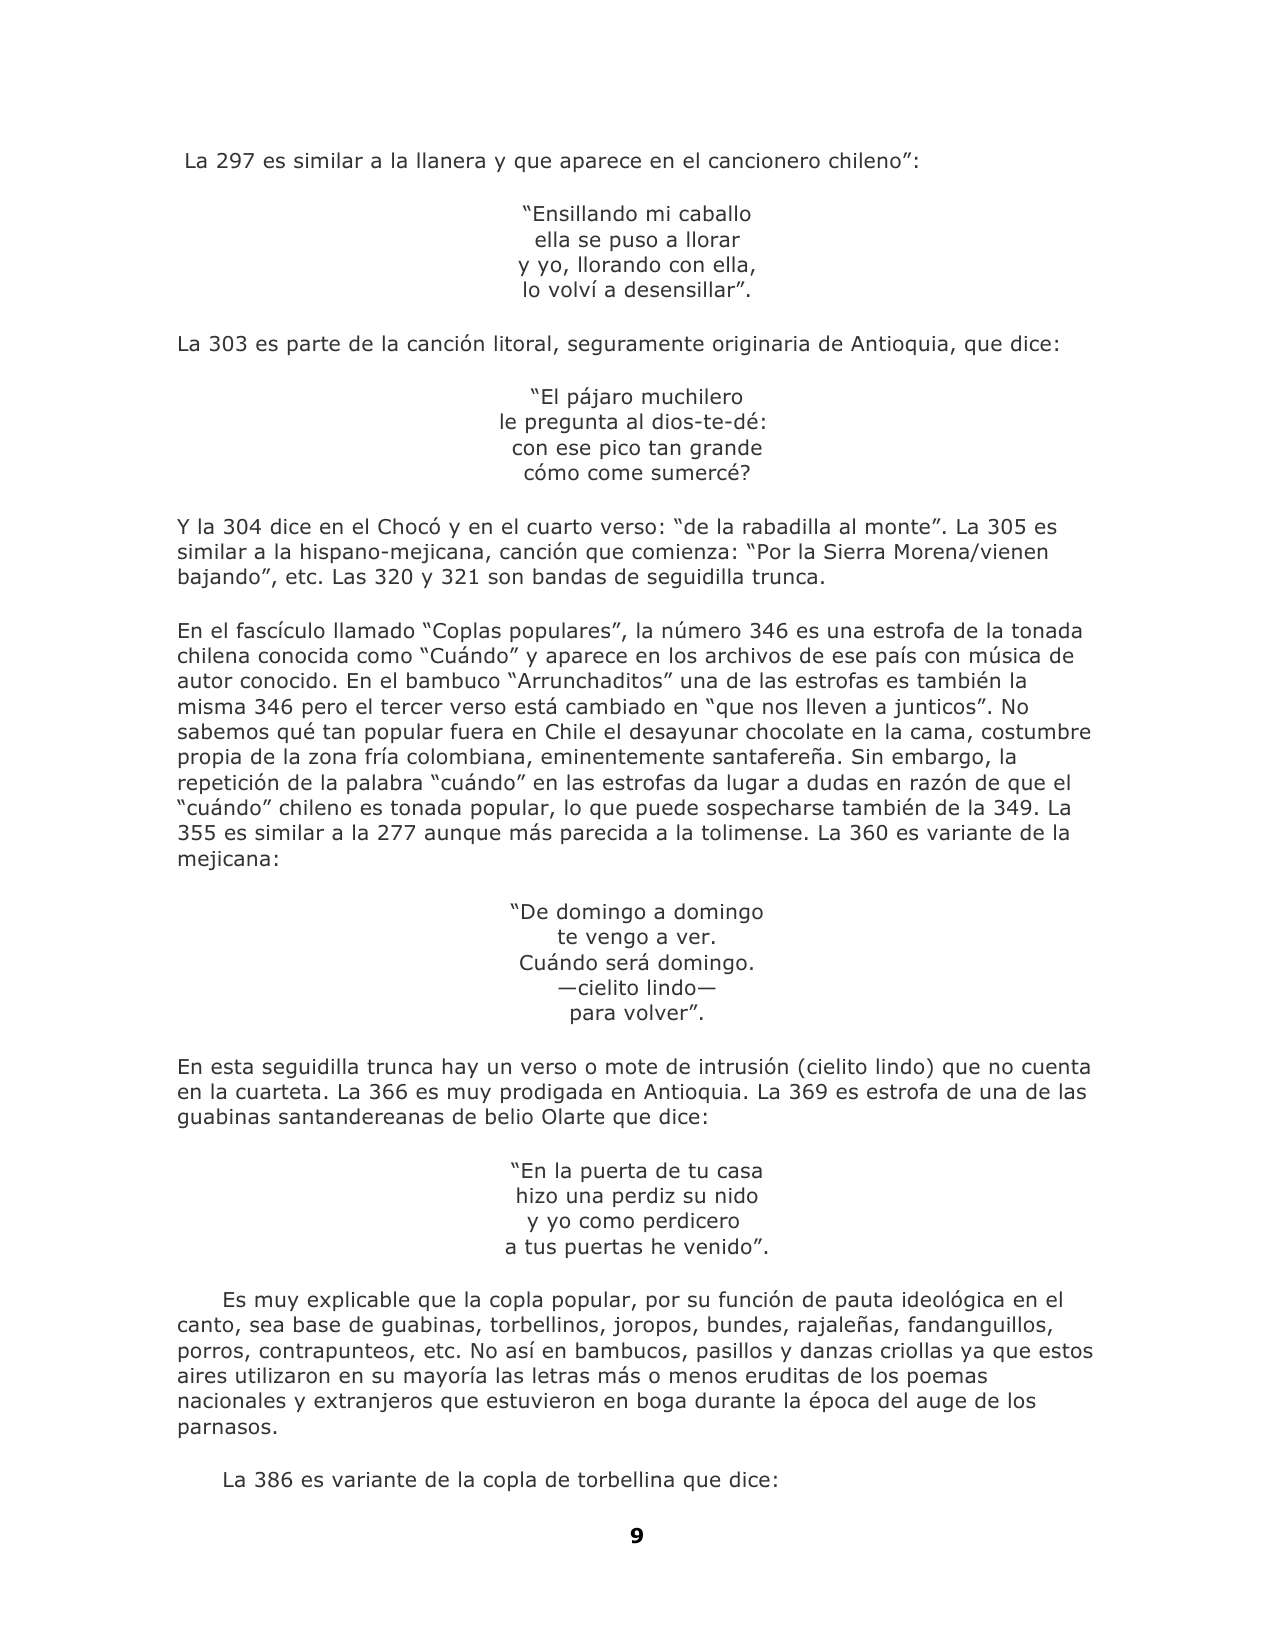 La 297 es similar a la llanera y que aparece en el cancionero chileno”:
“Ensillando mi caballo
ella se puso a llorar
y yo, llorando con ella,
lo volví a desensillar”.
La 303 es parte de la canción litoral, seguramente originaria de Antioquia, que dice:
“El pájaro muchilero
le pregunta al dios-te-dé:
con ese pico tan grande
cómo come sumercé?
Y la 304 dice en el Chocó y en el cuarto verso: “de la rabadilla al monte”. La 305 es
similar a la hispano-mejicana, canción que comienza: “Por la Sierra Morena/vienen
bajando”, etc. Las 320 y 321 son bandas de seguidilla trunca.
En el fascículo llamado “Coplas populares”, la número 346 es una estrofa de la tonada
chilena conocida como “Cuándo” y aparece en los archivos de ese país con música de
autor conocido. En el bambuco “Arrunchaditos” una de las estrofas es también la
misma 346 pero el tercer verso está cambiado en “que nos lleven a junticos”. No
sabemos qué tan popular fuera en Chile el desayunar chocolate en la cama, costumbre
propia de la zona fría colombiana, eminentemente santafereña. Sin embargo, la
repetición de la palabra “cuándo” en las estrofas da lugar a dudas en razón de que el
“cuándo” chileno es tonada popular, lo que puede sospecharse también de la 349. La
355 es similar a la 277 aunque más parecida a la tolimense. La 360 es variante de la
mejicana:
“De domingo a domingo
te vengo a ver.
Cuándo será domingo.
—cielito lindo—
para volver”.
En esta seguidilla trunca hay un verso o mote de intrusión (cielito lindo) que no cuenta
en la cuarteta. La 366 es muy prodigada en Antioquia. La 369 es estrofa de una de las
guabinas santandereanas de belio Olarte que dice:
“En la puerta de tu casa
hizo una perdiz su nido
y yo como perdicero
a tus puertas he venido”.
Es muy explicable que la copla popular, por su función de pauta ideológica en el
canto, sea base de guabinas, torbellinos, joropos, bundes, rajaleñas, fandanguillos,
porros, contrapunteos, etc. No así en bambucos, pasillos y danzas criollas ya que estos
aires utilizaron en su mayoría las letras más o menos eruditas de los poemas
nacionales y extranjeros que estuvieron en boga durante la época del auge de los
parnasos.
La 386 es variante de la copla de torbellina que dice:
9